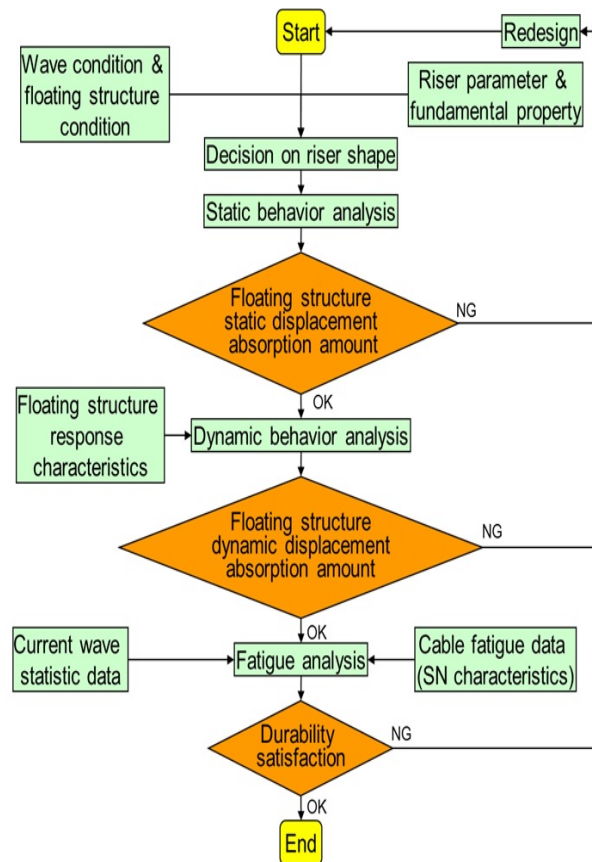 Start
Redesign
Wave condition &
floating structure
condition
Riser parameter &
fundamental property
Decision on riser shape
Static behavior analysis
Floating structure
static displacement
absorption amount
NG
OK
Floating structure
response
characteristics
Dynamic behavior analysis
Floating structure
dynamic displacement
absorption amount
NG
OK
Current wave
statistic data
Fatigue analysis
Cable fatigue data
(SN characteristics)
Durability
satisfaction
NG
OK
End